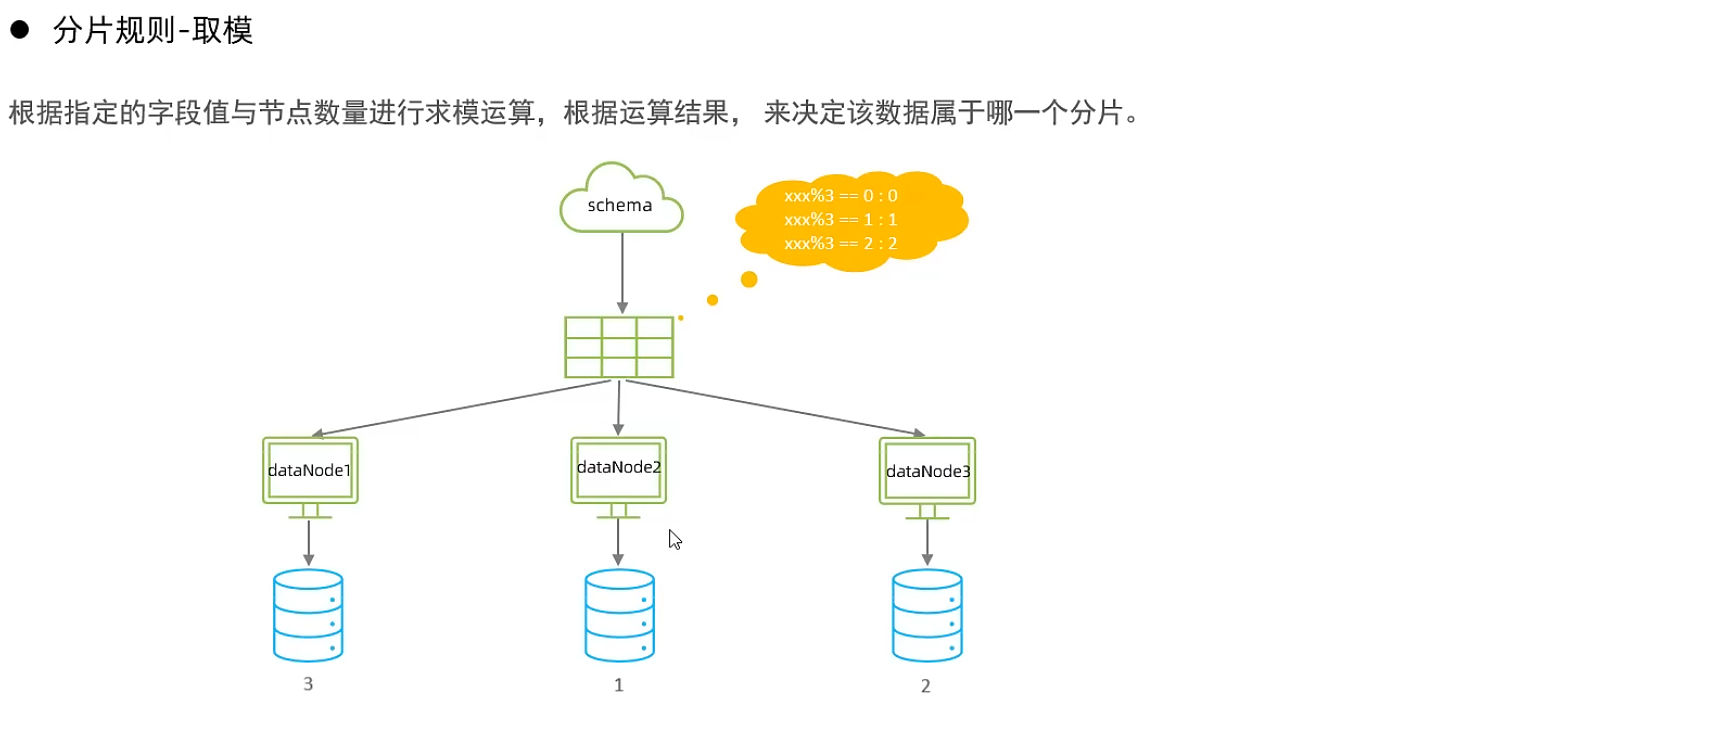 分片规则-取模
根据指定的字段值与节点数量进行求模运算，根据运算结果， 来决定该数据属于哪一个分片。
schema
xxx%3 == 0 : 0
xxx%3 == 1 : 1
xxx%3 == 2 : 2
dataNode1
dataNode2
dataNode3
3
1
2